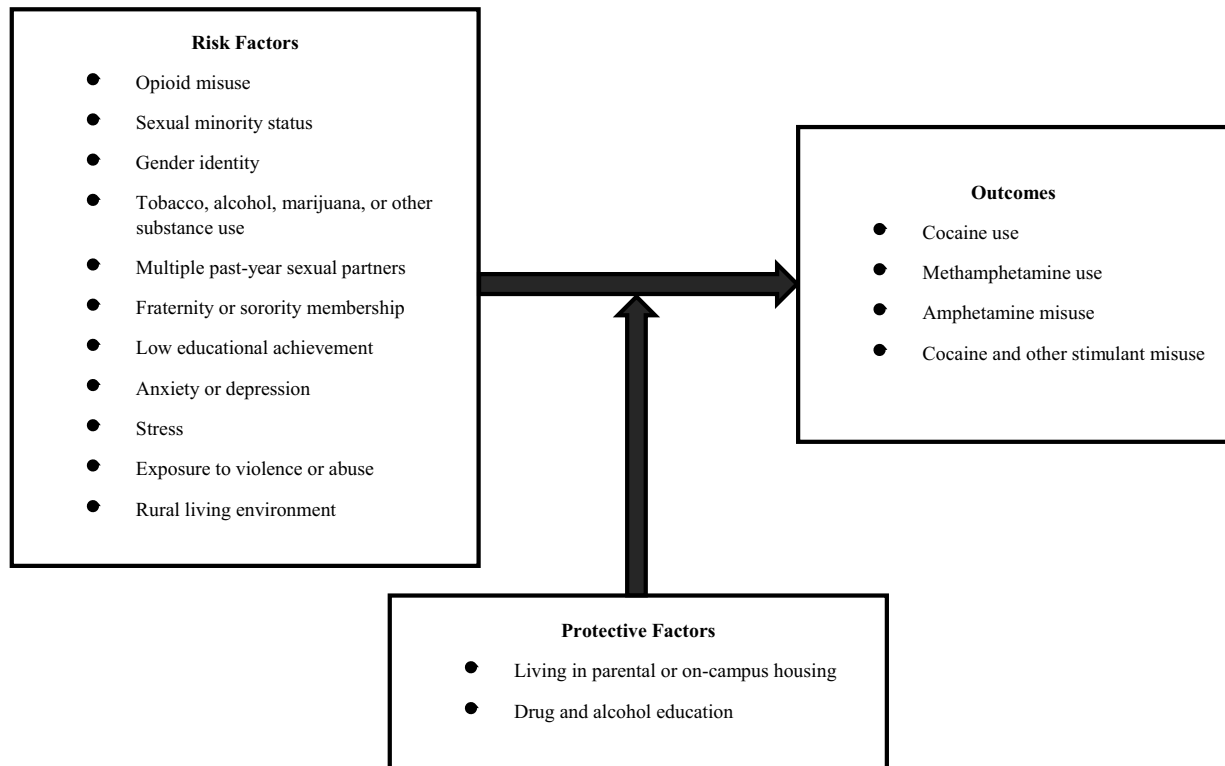 Risk Factors
● Opioid misuse
● Sexual minority status
● Gender identity
● Tobacco, alcohol, marijuana, or other
substance use
● Multiple past-year sexual partners
● Fraternity or sorority membership
● Low educational achievement
● Anxiety or depression
● Stress
● Exposure to violence or abuse
● Rural living environment
Outcomes
● Cocaine use
● Methamphetamine use
● Amphetamine misuse
● Cocaine and other stimulant misuse
Protective Factors
● Living in parental or on-campus housing
● Drug and alcohol education